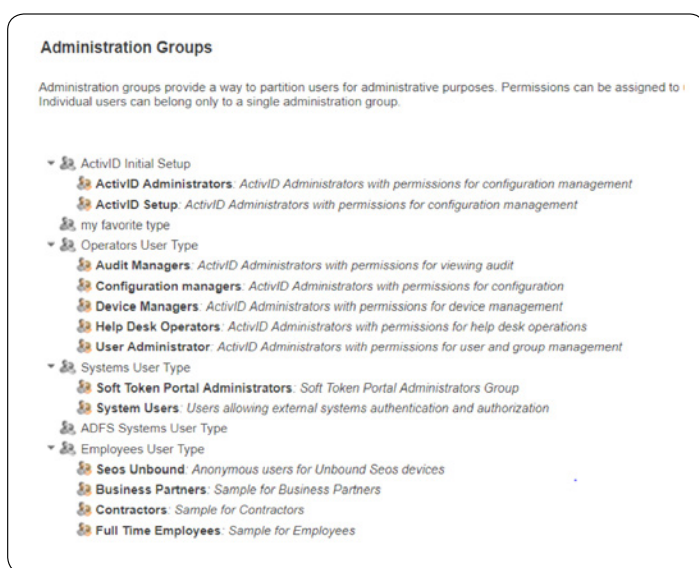 Administration Groups
Administration groups provide a way to partition users for administrative purposes. Permissions can be assigned to
Individual users can belong only to a single administration group.
ActivID Initial Setup
ActivID Administrators: ActivID Administrators with permissions for configuration management
ActivID Setup: ActivID Administrators with permissions for configuration management
my favorite type
Operators User Type
Audit Managers: ActivID Administrators with permissions for viewing audit
Configuration managers: ActivID Administrators with permissions for configuration
Device Managers: ActivID Administrators with permissions for device management
Help Desk Operators: ActivID Administrators with permissions for help desk operations
User Administrator: ActivID Administrators with permissions for user and group management
Systems User Type
Soft Token Portal Administrators: Soft Token Portal Administrators Group
System Users: Users allowing external systems authentication and authorization
ADFS Systems User Type
Employees User Type
Seos Unbound: Anonymous users for Unbound Seos devices
Business Partners: Sample for Business Partners
Contractors: Sample for Contractors
Full Time Employees: Sample for Employees